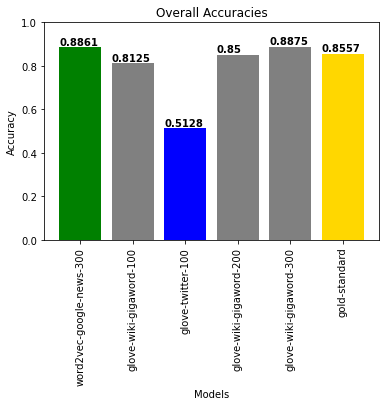 Overall Accuracies
1.0
0.8
0.6
0.4
0.2
0.0
Accuracy
0.8861
0.8125
0.5128
0.85
0.8875
0.8557
word2vec-google-news-300
glove-wiki-gigaword-100
glove-twitter-100
glove-wiki-gigaword-200
glove-wiki-gigaword-300
gold-standard
Models